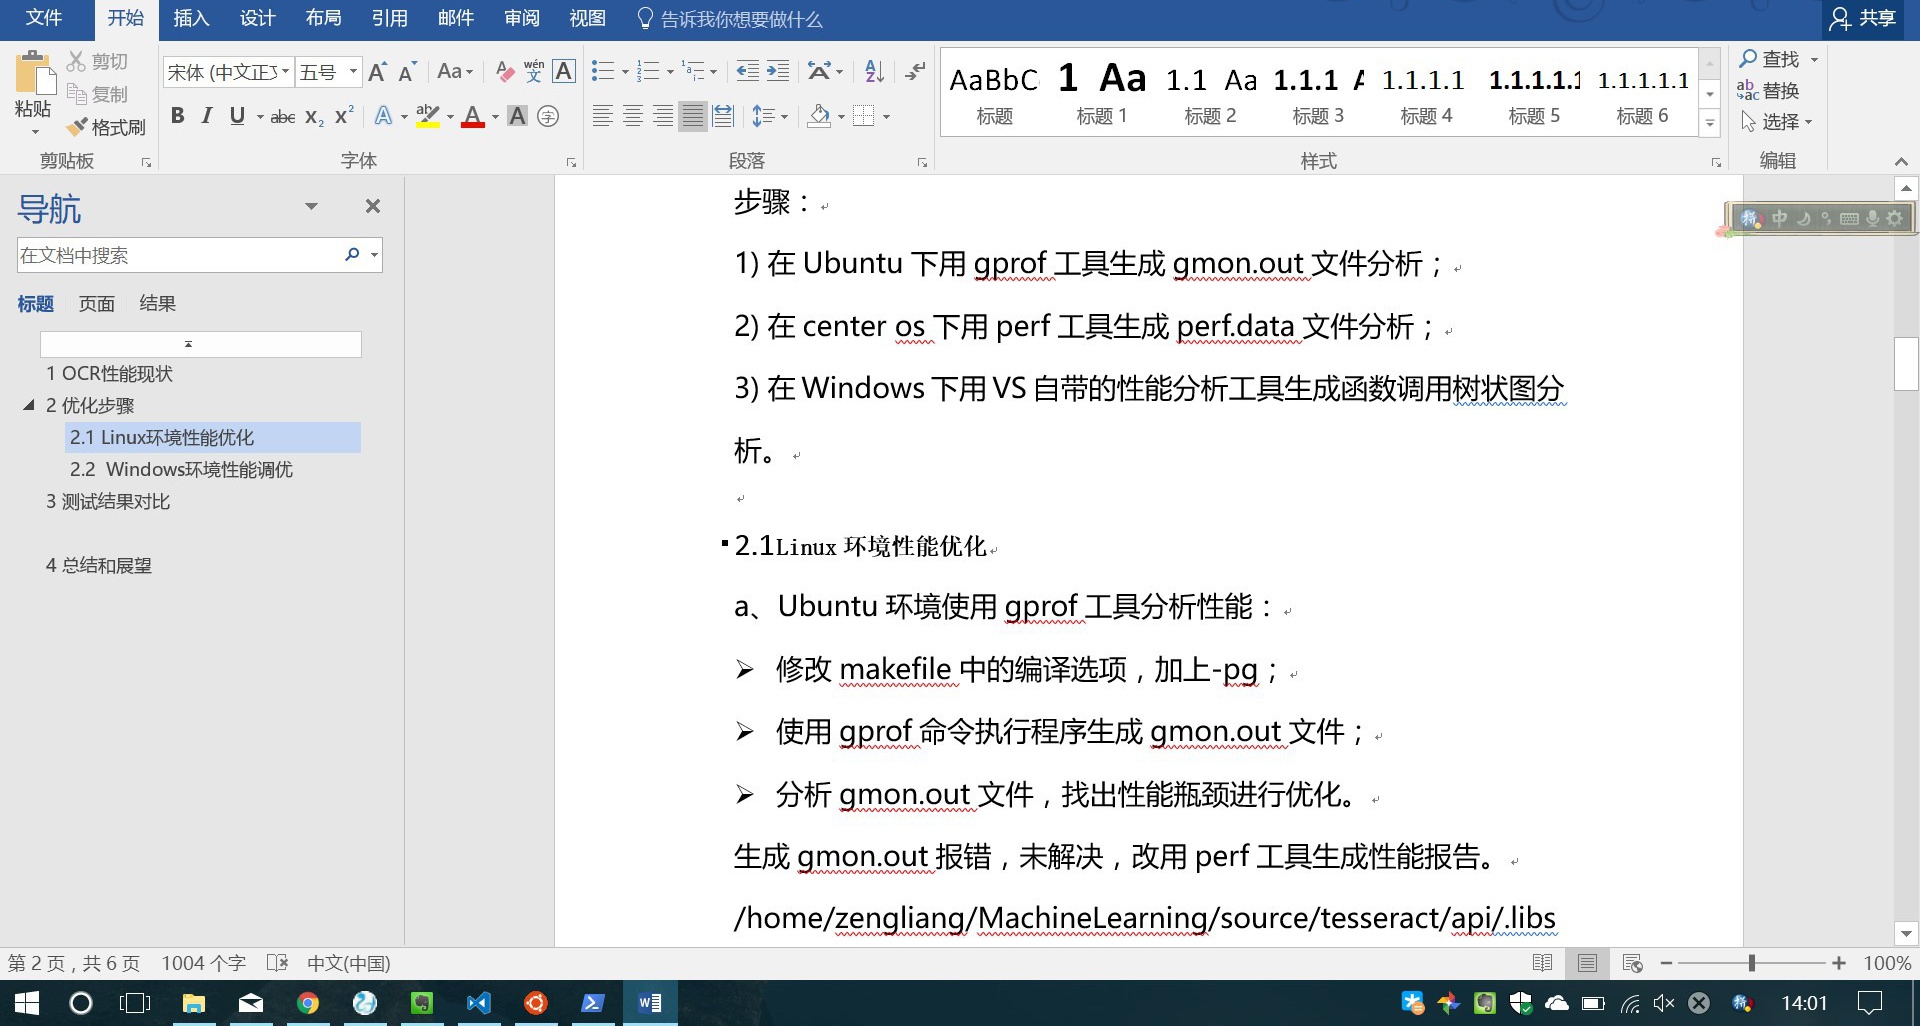 文件 开始 插入 设计 布局 引用 邮件 审阅 视图 告诉我你想要做什么 共享
粘贴
剪切
复制
格式刷
剪贴板
宋体 (中文正文 五号
字体
段落
AaBbC 1 Aa 1.1 Aa 1.1.1 A 1.1.1.1 1.1.1.1.1 1.1.1.1.1
标题 标题 1 标题 2 标题 3 标题 4 标题 5 标题 6
样式
查找
替换
选择
编辑
导航
在文档中搜索
标题 页面 结果
1 OCR性能现状
2 优化步骤
2.1 Linux环境性能优化
2.2 Windows环境性能调优
3 测试结果对比
4 总结和展望
步骤：
1) 在 Ubuntu 下用 gprof 工具生成 gmon.out 文件分析；
2) 在 center os 下用 perf 工具生成 perf.data 文件分析；
3) 在 Windows 下用 VS 自带的性能分析工具生成函数调用树状图分
析。
2.1Linux 环境性能优化
a、Ubuntu 环境使用 gprof 工具分析性能：
➢ 修改 makefile 中的编译选项，加上-pg；
➢ 使用 gprof 命令执行程序生成 gmon.out 文件；
➢ 分析 gmon.out 文件，找出性能瓶颈进行优化。
生成 gmon.out 报错，未解决，改用 perf 工具生成性能报告。
/home/zengliang/MachineLearning/source/tesseract/api/.libs
中
第 2 页，共 6 页 1004 个字 中文(中国) 100%
14:01